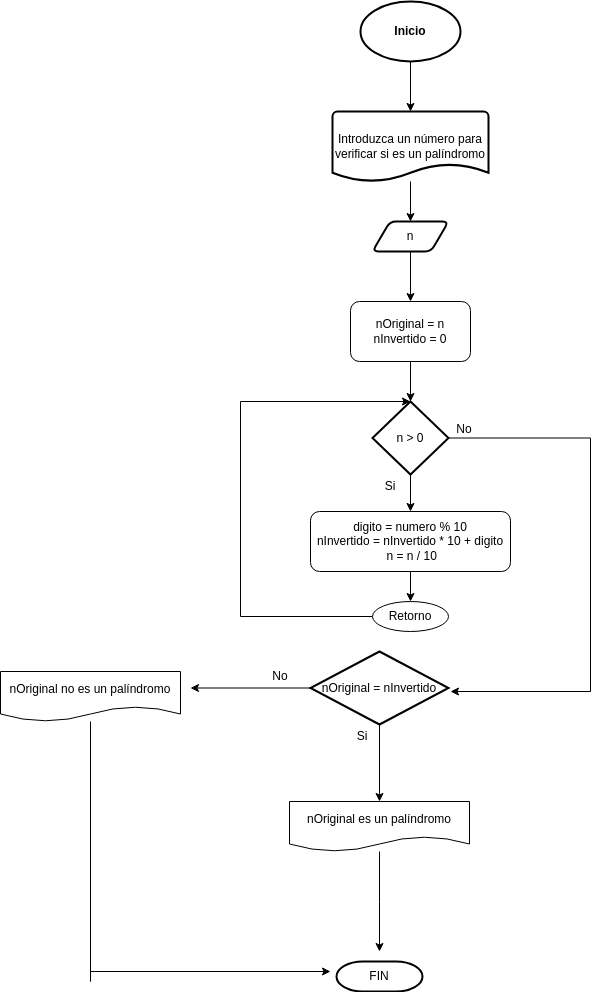 Inicio
Introduzca un número para
verificar si es un palíndromo
n
nOriginal = n
nInvertido = 0
n > 0
No
Si
digito = numero % 10
nInvertido = nInvertido * 10 + digito
n = n / 10
Retorno
nOriginal = nInvertido
No
nOriginal no es un palíndromo
Si
nOriginal es un palíndromo
FIN